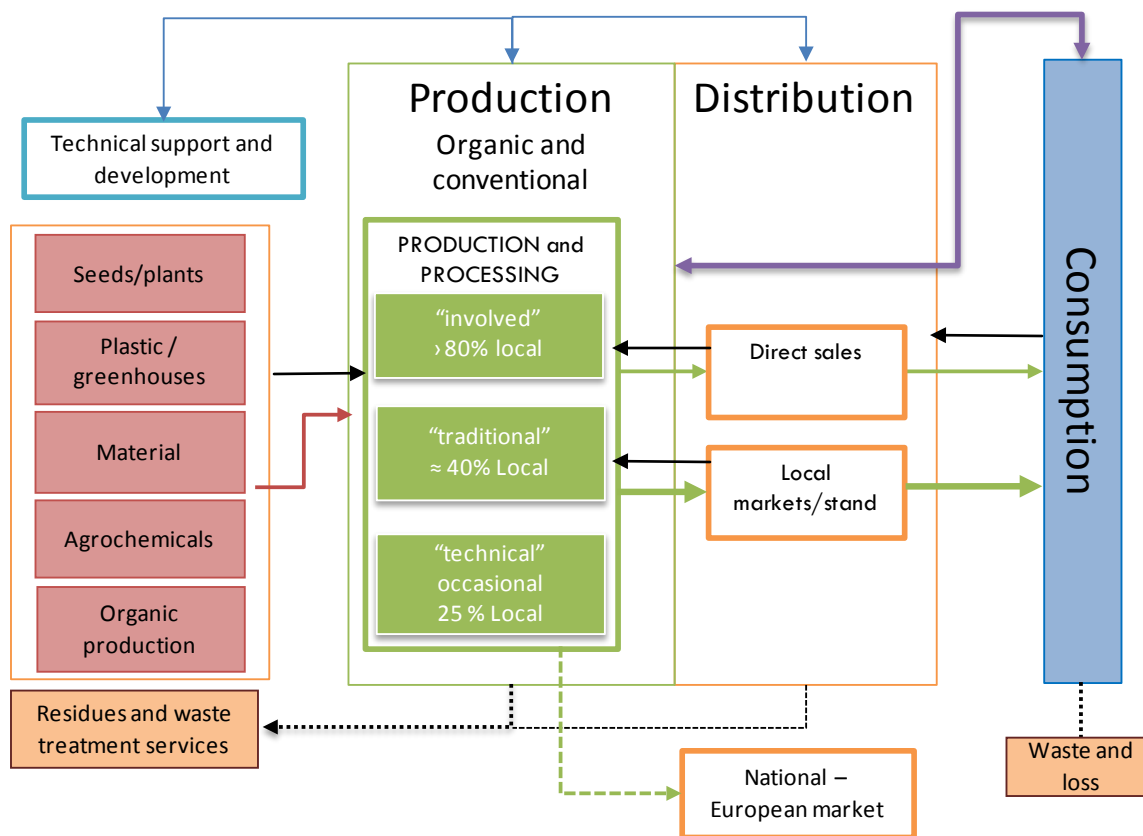 Production
Organic and
conventional
Distribution
Technical support and
development
Seeds/plants
Plastic /
greenhouses
Material
Agrochemicals
Organic
production
PRODUCTION and
PROCESSING
“involved”
›80% local
“traditional”
≈ 40% Local
“technical”
occasional
25 % Local
Direct sales
Local
markets/stand
Consumption
Residues and waste
treatment services
National –
European market
Waste and
loss